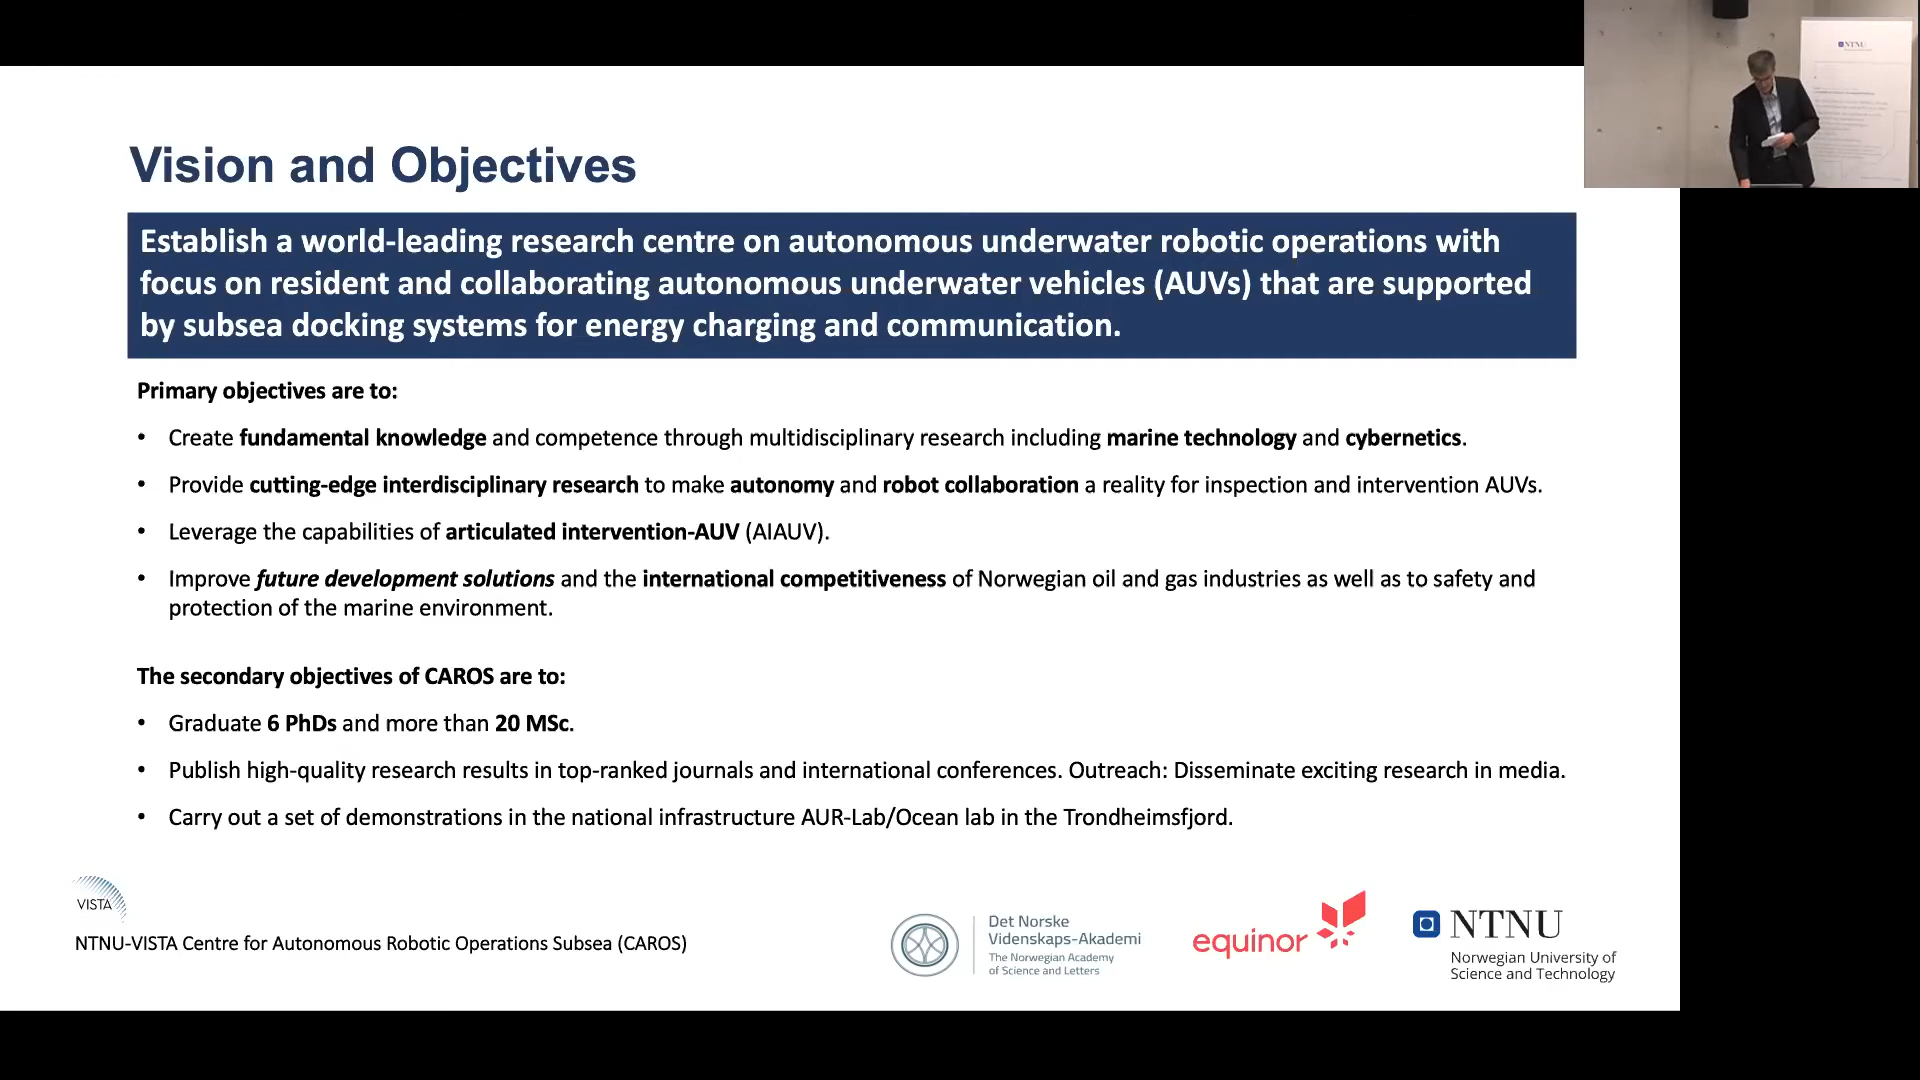 Vision and Objectives
Establish a world-leading research centre on autonomous underwater robotic operations with
focus on resident and collaborating autonomous underwater vehicles (AUVs) that are supported
by subsea docking systems for energy charging and communication.
Primary objectives are to:
• Create fundamental knowledge and competence through multidisciplinary research including marine technology and cybernetics.
• Provide cutting-edge interdisciplinary research to make autonomy and robot collaboration a reality for inspection and intervention AUVs.
• Leverage the capabilities of articulated intervention-AUV (AIAUV).
• Improve future development solutions and the international competitiveness of Norwegian oil and gas industries as well as to safety and
protection of the marine environment.
The secondary objectives of CAROS are to:
• Graduate 6 PhDs and more than 20 MSc.
• Publish high-quality research results in top-ranked journals and international conferences. Outreach: Disseminate exciting research in media.
• Carry out a set of demonstrations in the national infrastructure AUR-Lab/Ocean lab in the Trondheimsfjord.
VISTA
NTNU-VISTA Centre for Autonomous Robotic Operations Subsea (CAROS)
Det Norske
Videnskaps-Akademi
The Norwegian Academy
of Science and Letters
equinor
NTNU
Norwegian University of
Science and Technology
NTNU